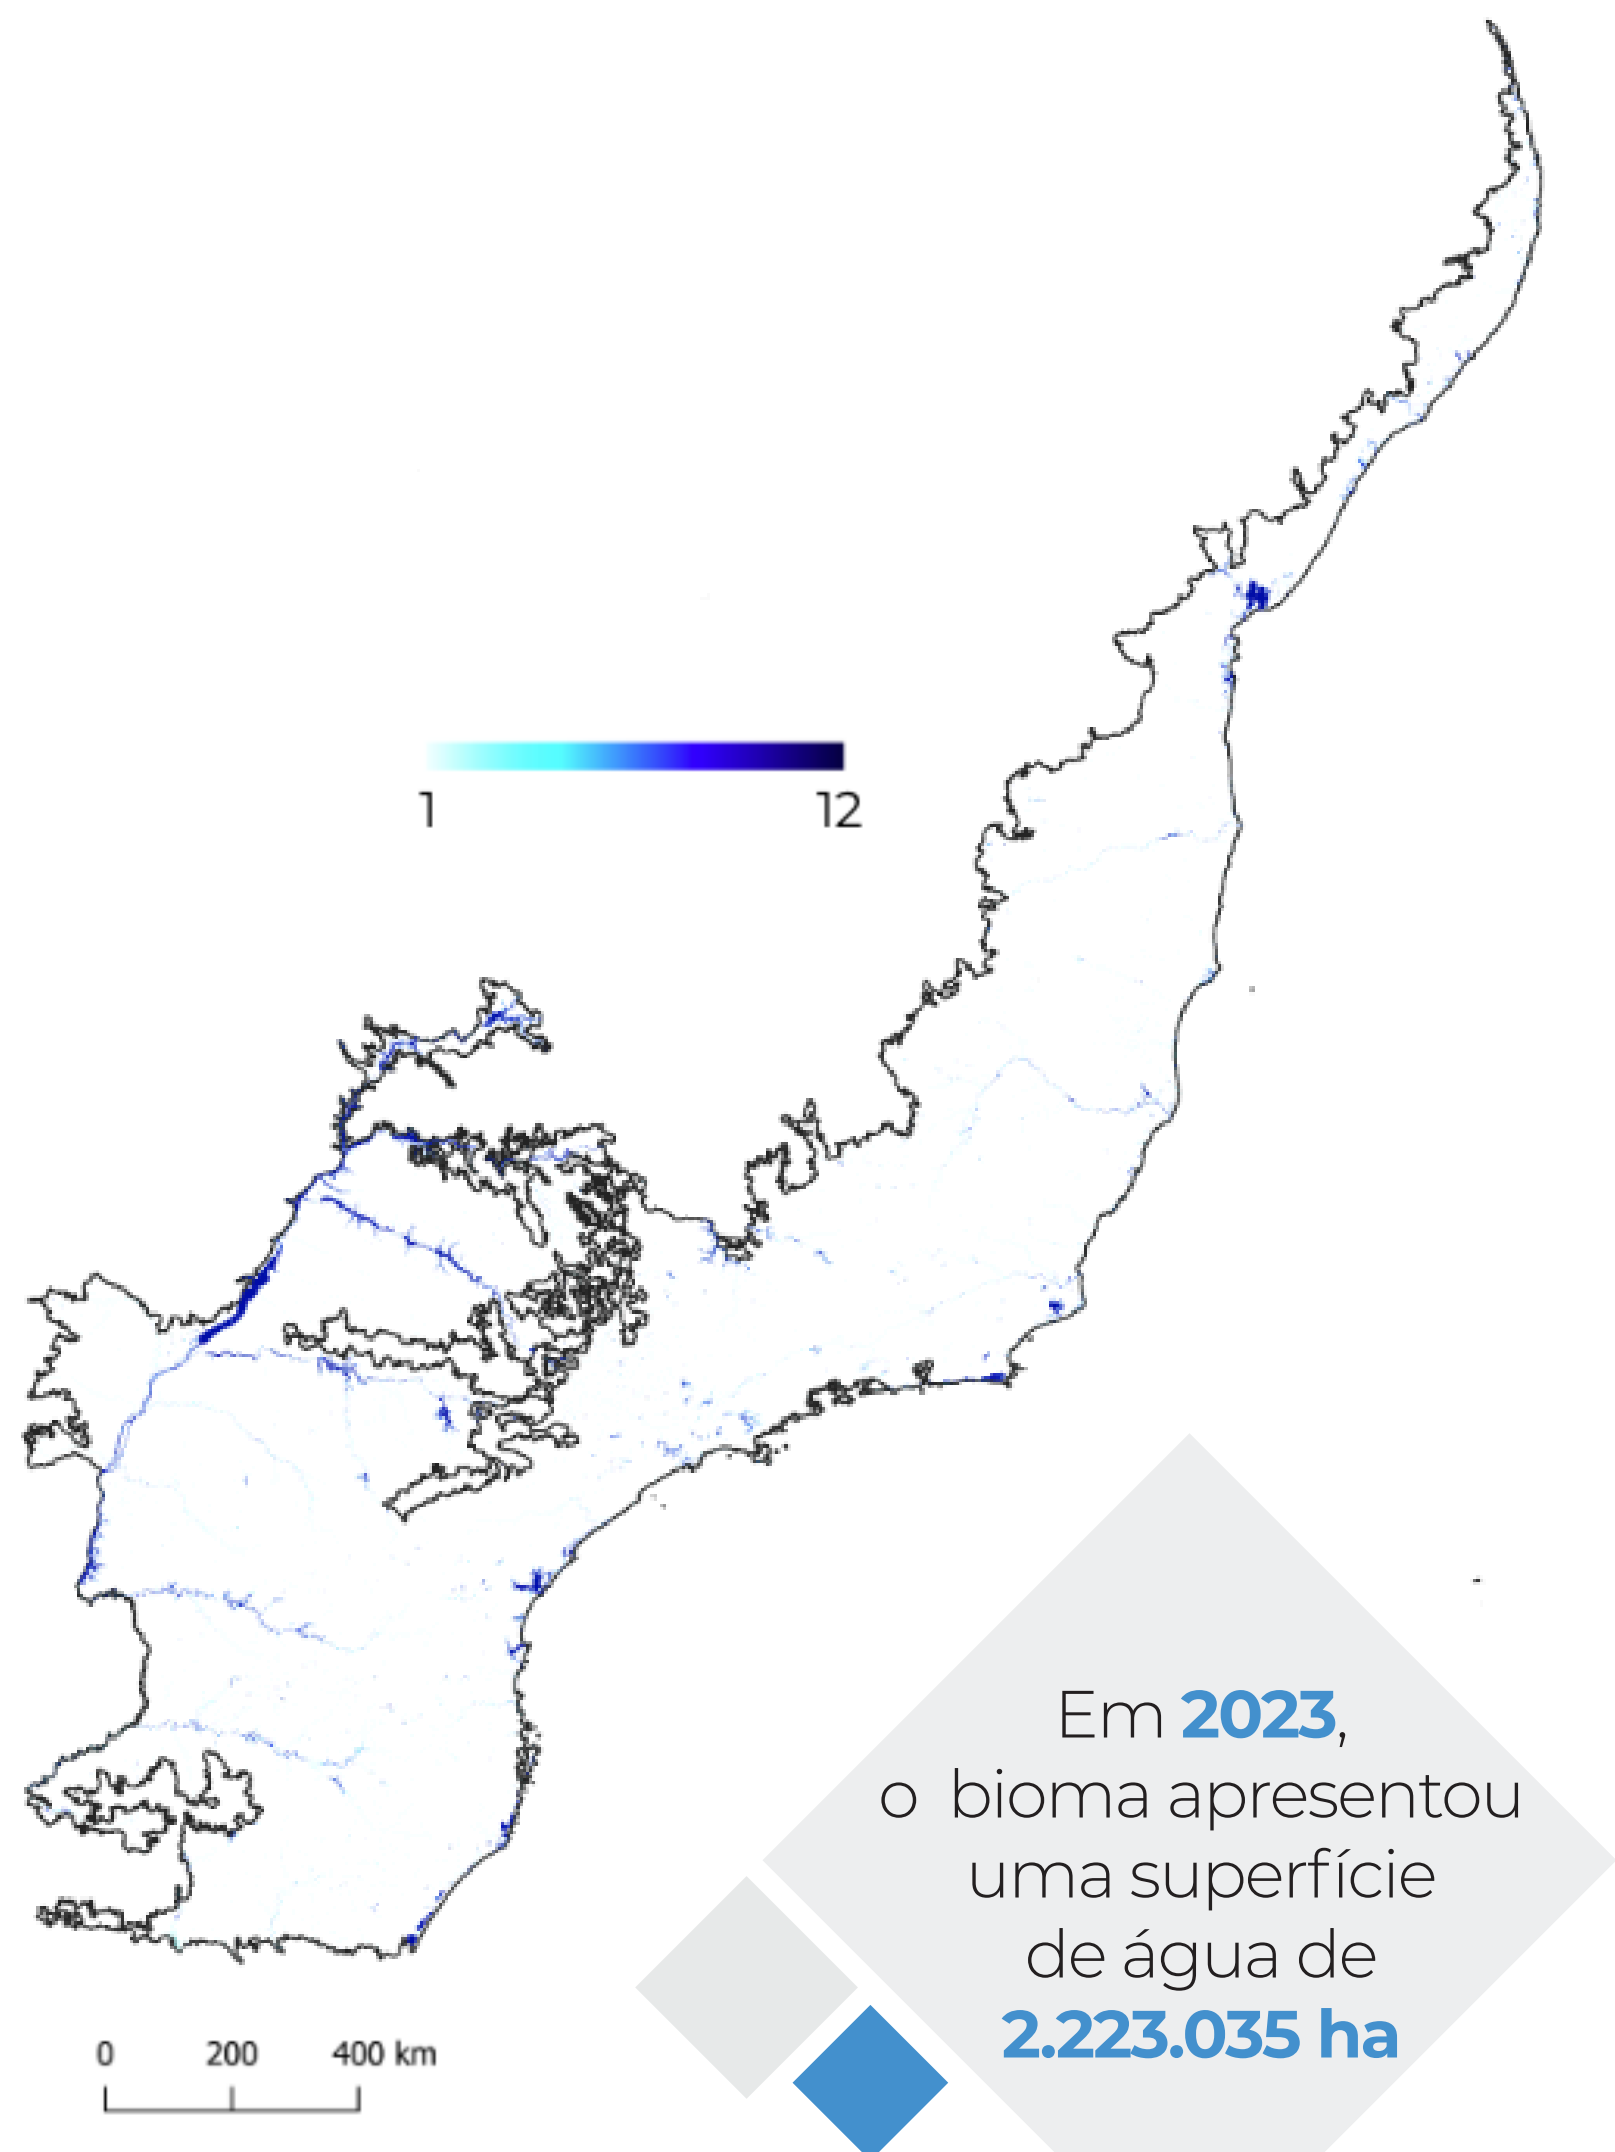 1
12
Em 2023,
o bioma apresentou
uma superfície
de água de
2.223.035 ha
0 200 400 km